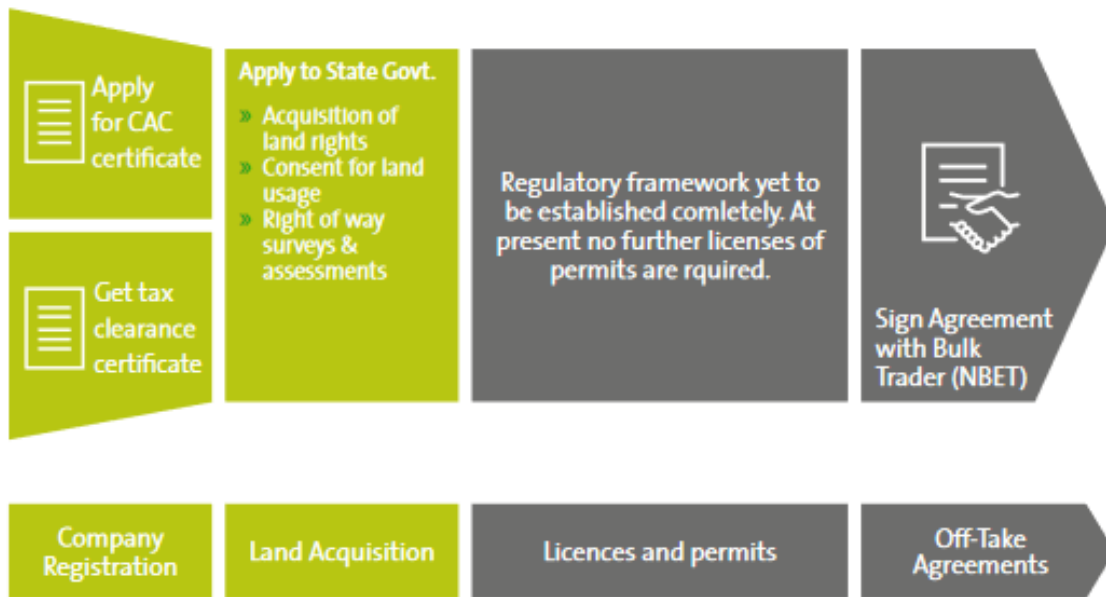 Apply
for CAC
certificate
Get tax
clearance
certificate
Apply to State Govt.
» Acquisition of
land rights
» Consent for land
usage
» Right of way
surveys &
assessments
Regulatory framework yet to
be established comletely. At
present no further licenses of
permits are rquired.
Sign Agreement
with Bulk
Trader (NBET)
Company
Registration
Land Acquisition
Licences and permits
Off-Take
Agreements